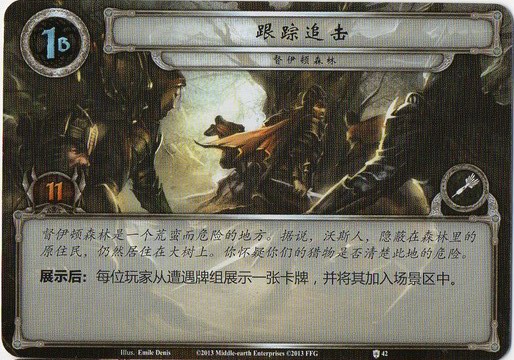 1B
跟踪追击
督伊顿森林
11
督伊顿森林是一个荒蛮而危险的地方。据说，沃斯人，隐蔽在森林里的
原住民，仍然居住在大树上。你怀疑你们的猎物是否清楚此地的危险。
展示后：每位玩家从遭遇牌组展示一张卡牌，并将其加入场景区中。
Illus. Emile Denis ©2013 Middle-earth Enterprises ©2013 FFG 42